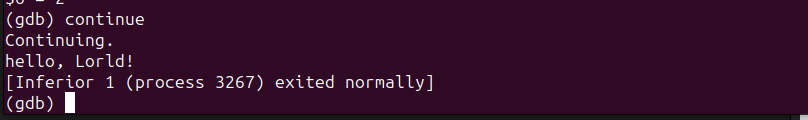 (gdb) continue
Continuing.
hello, Lorld!
[Inferior 1 (process 3267) exited normally]
(gdb)